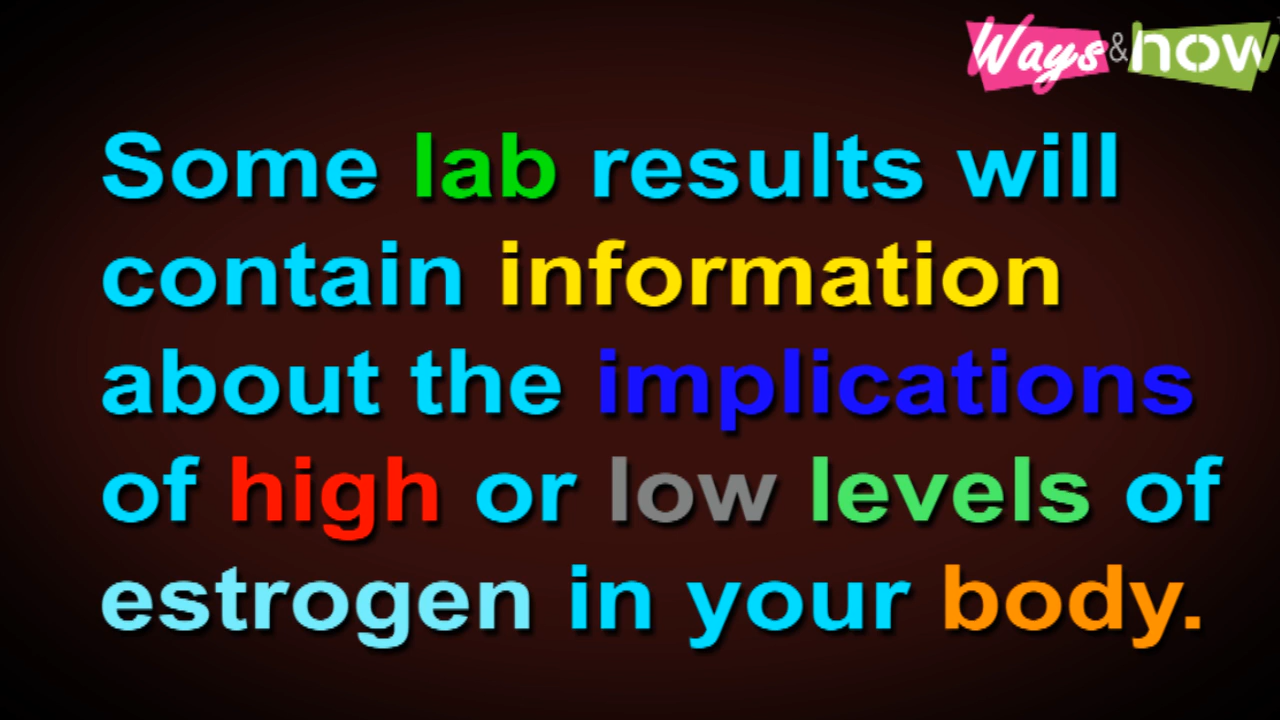 Ways & how
Some lab results will
contain information
about the implications
of high or low levels of
estrogen in your body.